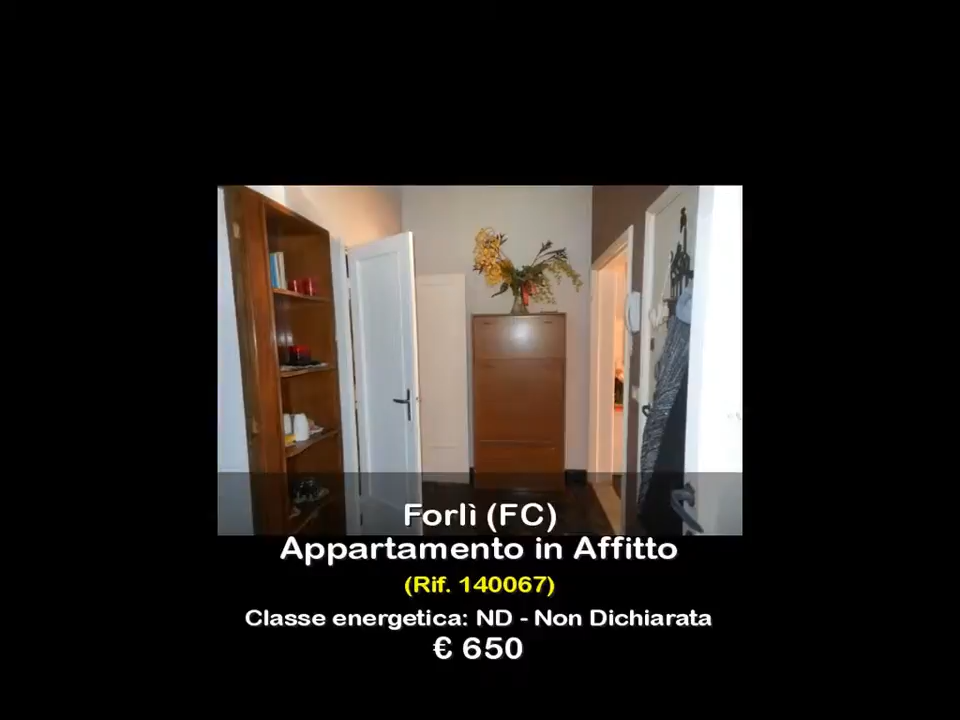 Forlì (FC)
Appartamento in Affitto
(Rif. 140067)
Classe energetica: ND - Non Dichiarata
€ 650